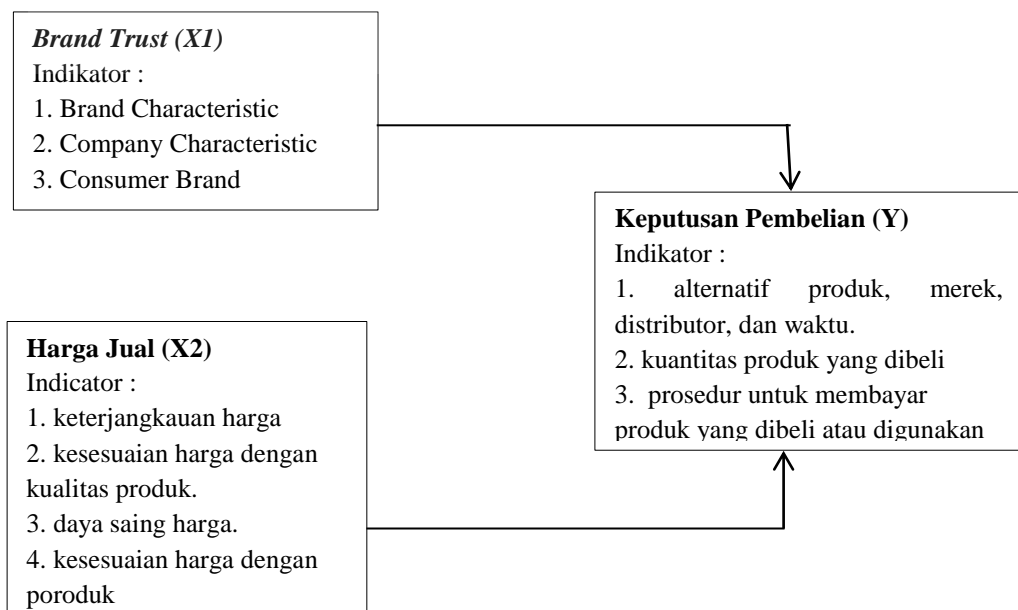 Brand Trust (X1)
Indikator :
1. Brand Characteristic
2. Company Characteristic
3. Consumer Brand
Keputusan Pembelian (Y)
Indikator :
1. alternatif produk, merek,
distributor, dan waktu.
2. kuantitas produk yang dibeli
3. prosedur untuk membayar
produk yang dibeli atau digunakan
Harga Jual (X2)
Indicator :
1. keterjangkauan harga
2. kesesuaian harga dengan
kualitas produk.
3. daya saing harga.
4. kesesuaian harga dengan
poroduk